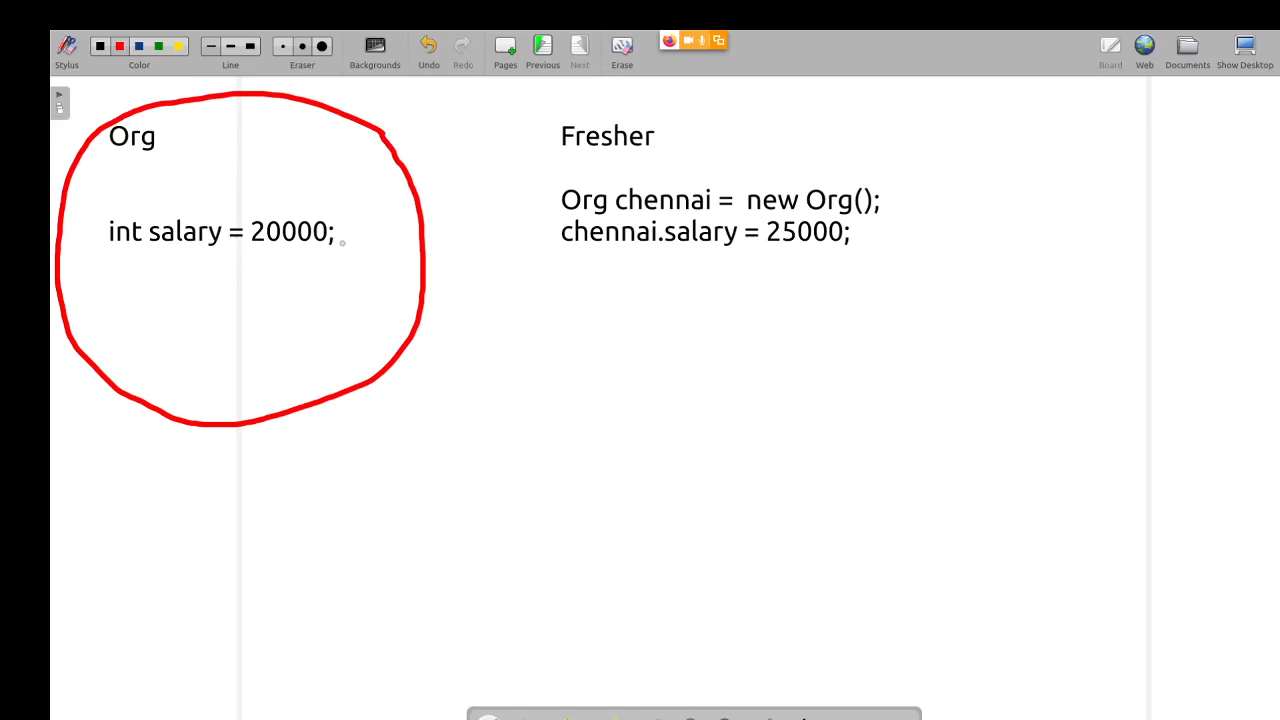 Stylus
Color
Line
Eraser
Backgrounds
Undo
Redo
Pages
Previous
Next
Erase
Board
Web
Documents
Show Desktop
Org
int salary = 20000;
Fresher
Org chennai =  new Org();
chennai.salary = 25000;